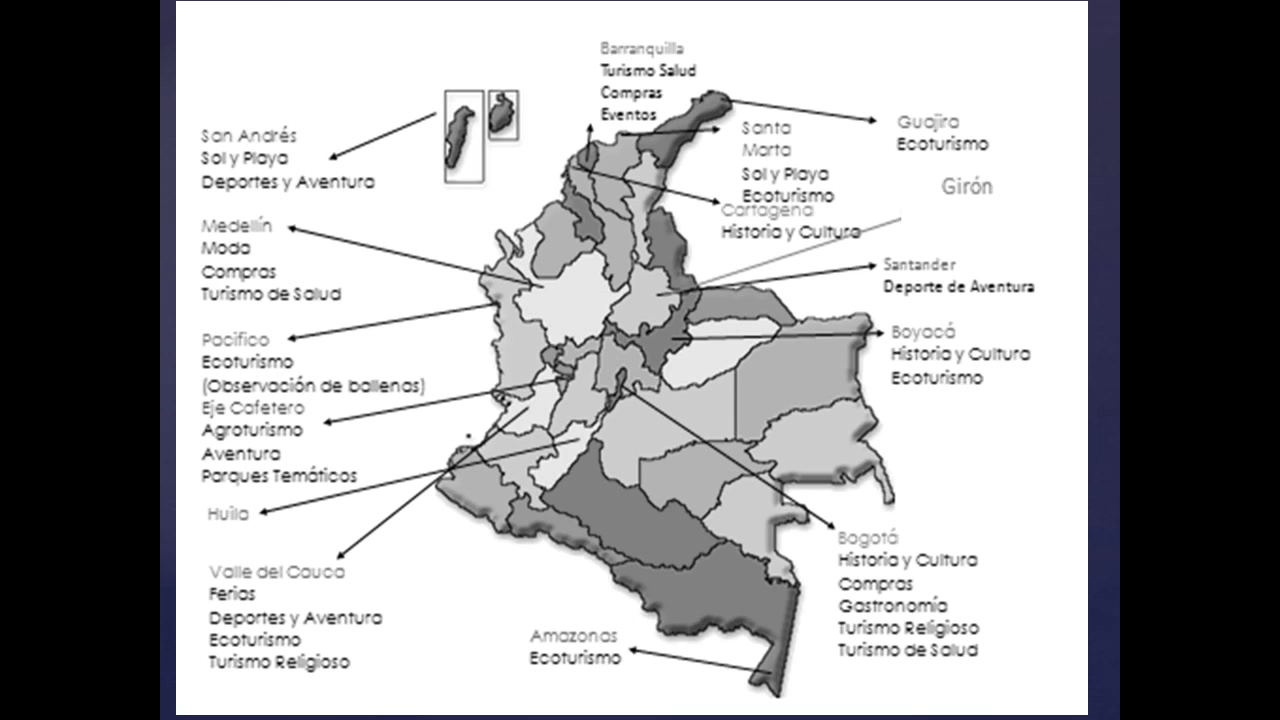 Barranquilla
Turismo Salud
Compras
Eventos
San Andrés
Sol y Playa
Deportes y Aventura
Santa
Marta
Sol y Playa
Ecoturismo
Guajira
Ecoturismo
Girón
Cartagena
Historia y Cultura
Medellín
Moda
Compras
Turismo de Salud
Santander
Deporte de Aventura
Pacifico
Ecoturismo
(Observación de ballenas)
Boyacá
Historia y Cultura
Ecoturismo
Eje Cafetero
Agroturismo
Aventura
Parques Temáticos
Huila
Valle del Cauca
Ferias
Deportes y Aventura
Ecoturismo
Turismo Religioso
Bogotá
Historia y Cultura
Compras
Gastronomía
Turismo Religioso
Turismo de Salud
Amazonas
Ecoturismo